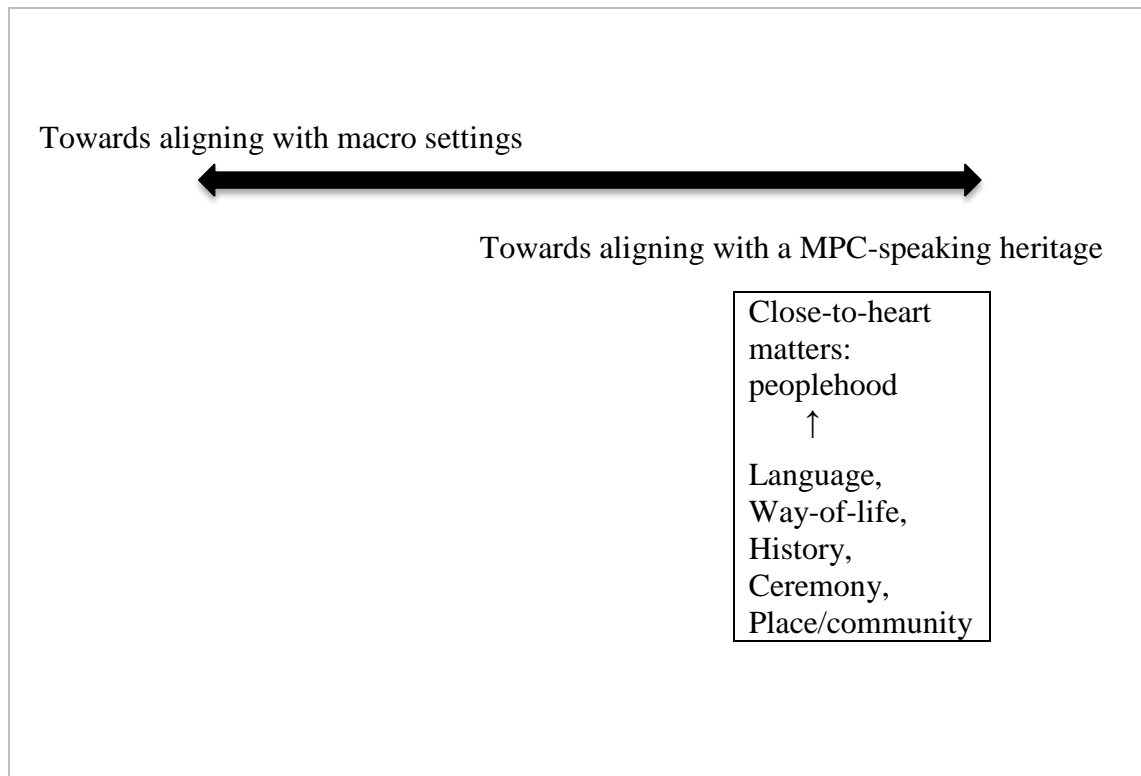 Towards aligning with macro settings
Towards aligning with a MPC-speaking heritage
Close-to-heart
matters:
peoplehood
↑
Language,
Way-of-life,
History,
Ceremony,
Place/community